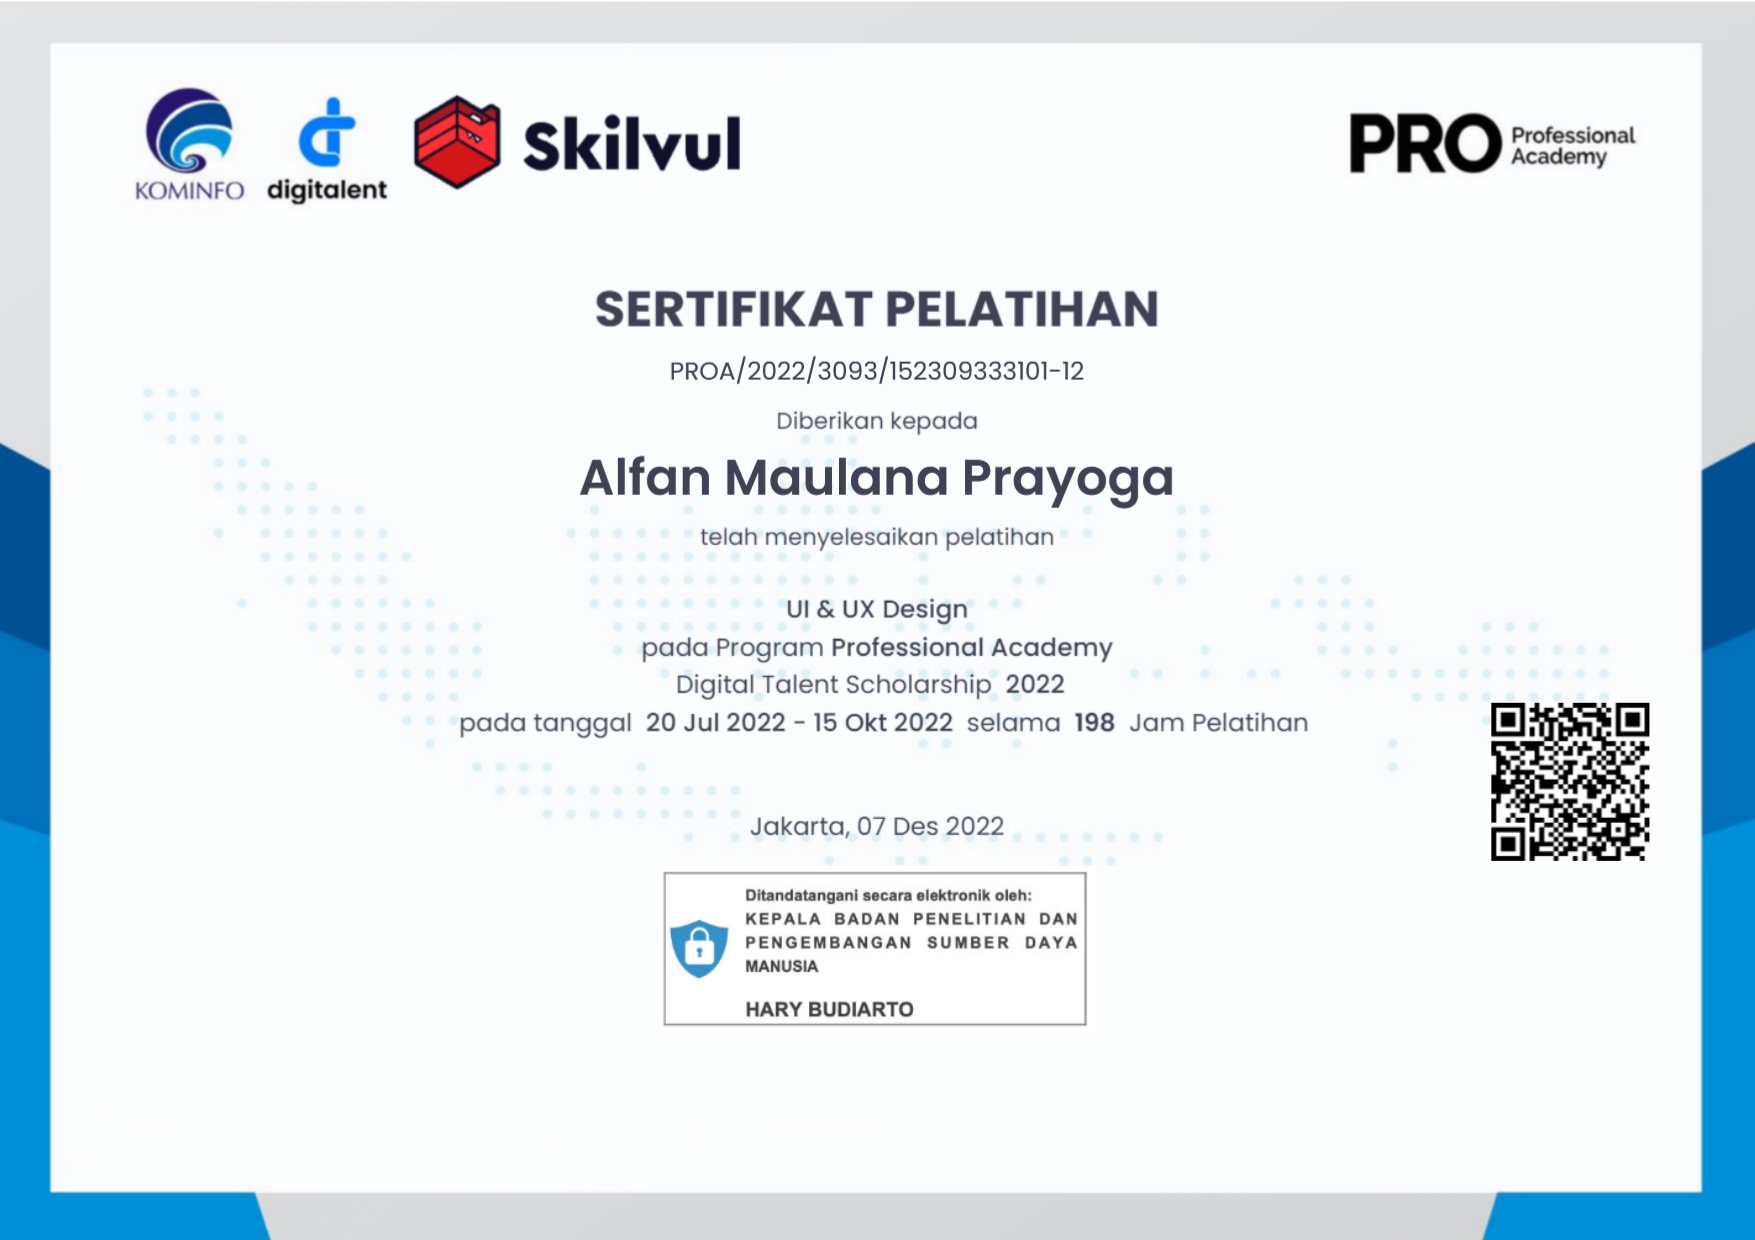 KOMINFO
digitalent
Skilvul
PRO Professional Academy
SERTIFIKAT PELATIHAN
PROA/2022/3093/152309333101-12
Diberikan kepada
Alfan Maulana Prayoga
telah menyelesaikan pelatihan
UI & UX Design
pada Program Professional Academy
Digital Talent Scholarship 2022
pada tanggal 20 Jul 2022 - 15 Okt 2022 selama 198 Jam Pelatihan
Jakarta, 07 Des 2022
Ditandatangani secara elektronik oleh:
KEPALA BADAN PENELITIAN DAN
PENGEMBANGAN SUMBER DAYA
MANUSIA
HARY BUDIARTO